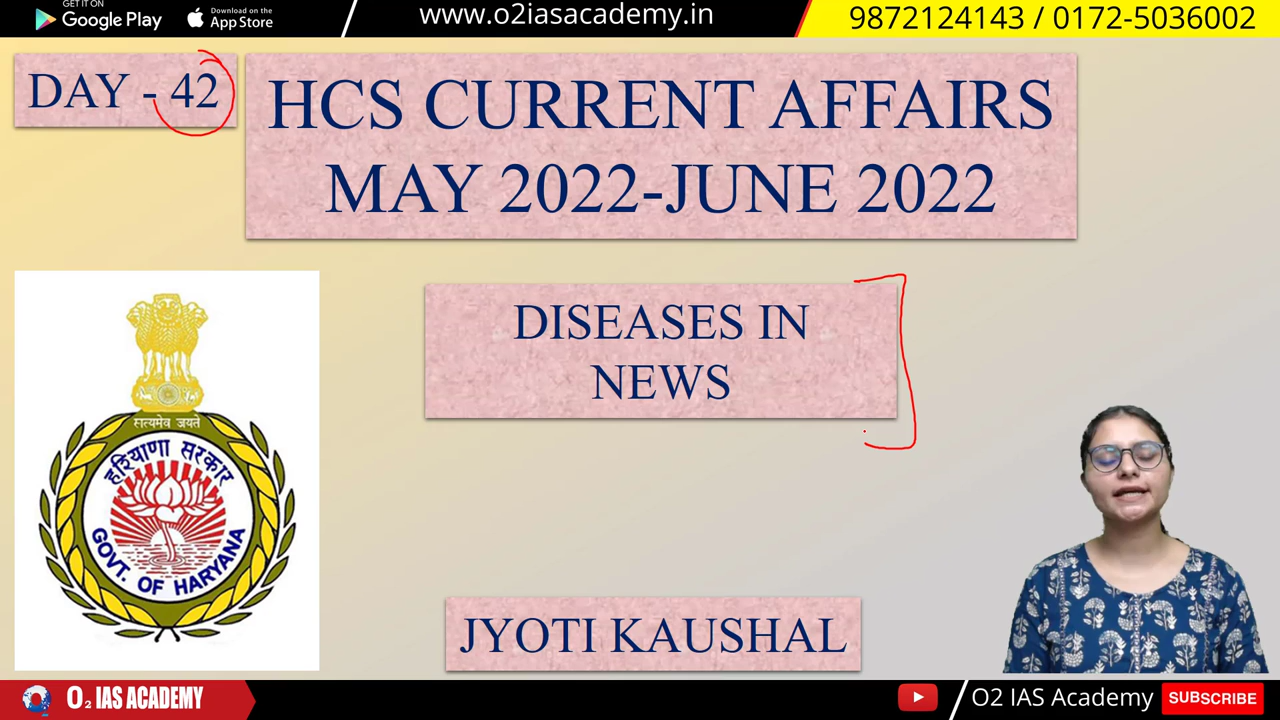 GET IT ON
Google Play
Download on the
App Store
www.o2iasacademy.in
9872124143 / 0172-5036002
DAY - 42
HCS CURRENT AFFAIRS
MAY 2022-JUNE 2022
DISEASES IN
NEWS
सत्यमेव जयते
हरियाणा सरकार
GOVT. OF HARYANA
JYOTI KAUSHAL
O₂ IAS ACADEMY
O2 IAS Academy
SUBSCRIBE